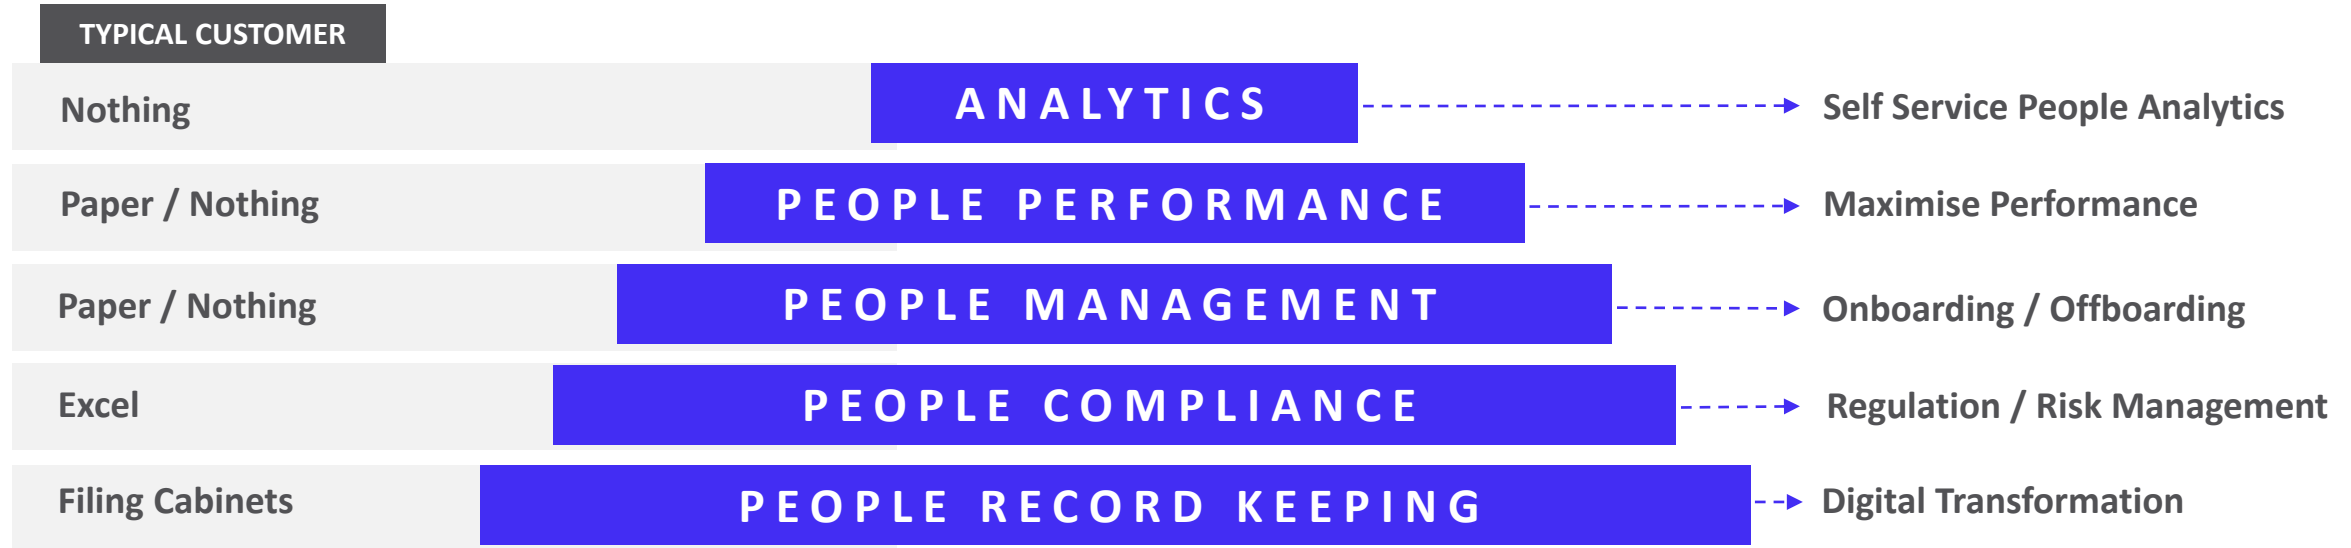 TYPICAL CUSTOMER
Nothing
ANALYTICS
Self Service People Analytics
Paper / Nothing
PEOPLE PERFORMANCE
Maximise Performance
Paper / Nothing
PEOPLE MANAGEMENT
Onboarding / Offboarding
Excel
PEOPLE COMPLIANCE
Regulation / Risk Management
Filing Cabinets
PEOPLE RECORD KEEPING
Digital Transformation